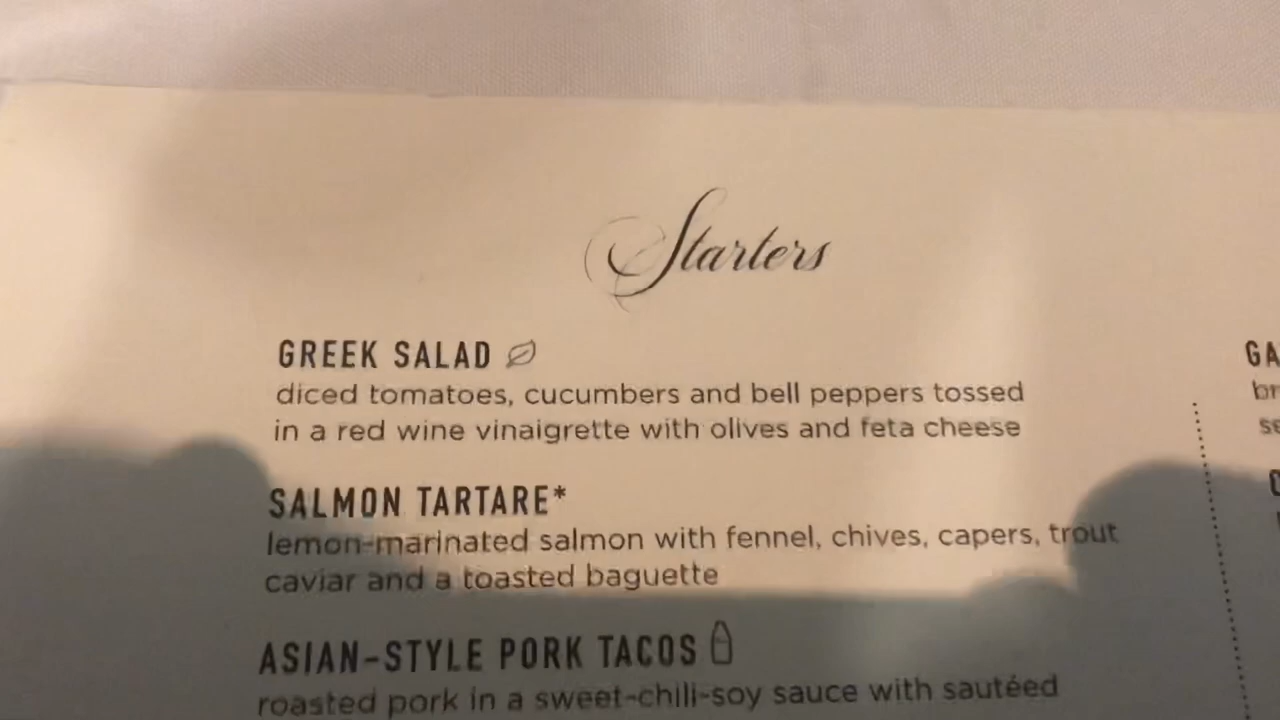 Starters
GREEK SALAD
diced tomatoes, cucumbers and bell peppers tossed
in a red wine vinaigrette with olives and feta cheese
SALMON TARTARE*
lemon-marinated salmon with fennel, chives, capers, trout
caviar and a toasted baguette
ASIAN-STYLE PORK TACOS
roasted pork in a sweet-chili-soy sauce with sautéed